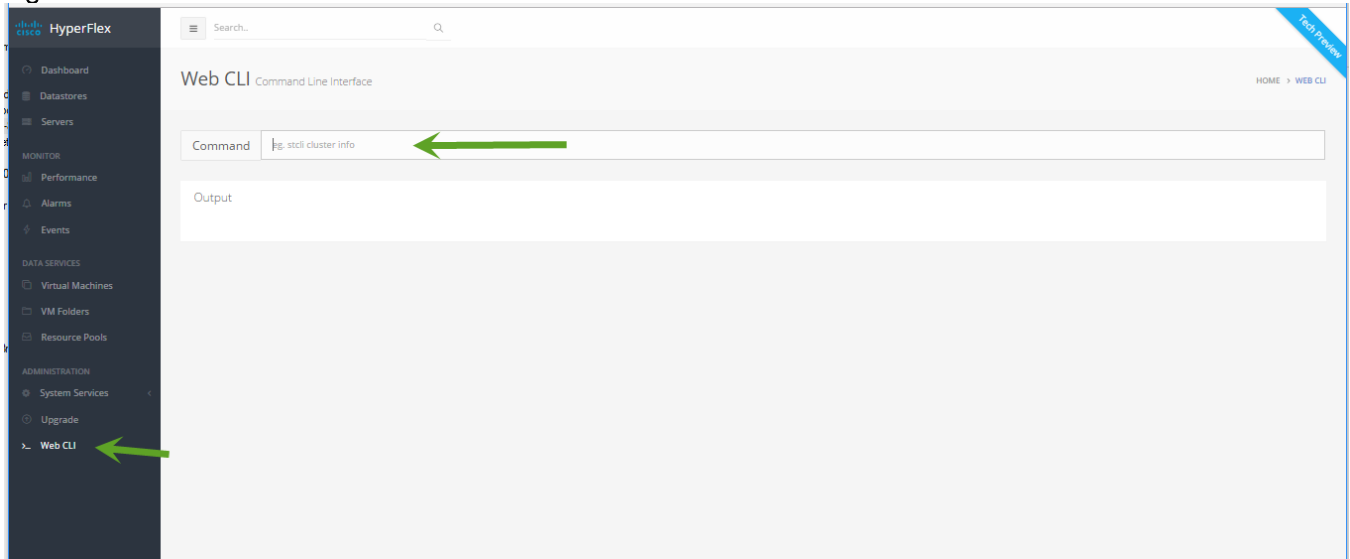 cisco HyperFlex
Search..
Tech Preview
Dashboard
Datastores
Servers
MONITOR
Performance
Alarms
Events
DATA SERVICES
Virtual Machines
VM Folders
Resource Pools
ADMINISTRATION
System Services
Upgrade
>_ Web CLI
Web CLI Command Line Interface
HOME > WEB CLI
Command eg. stcli cluster info
Output